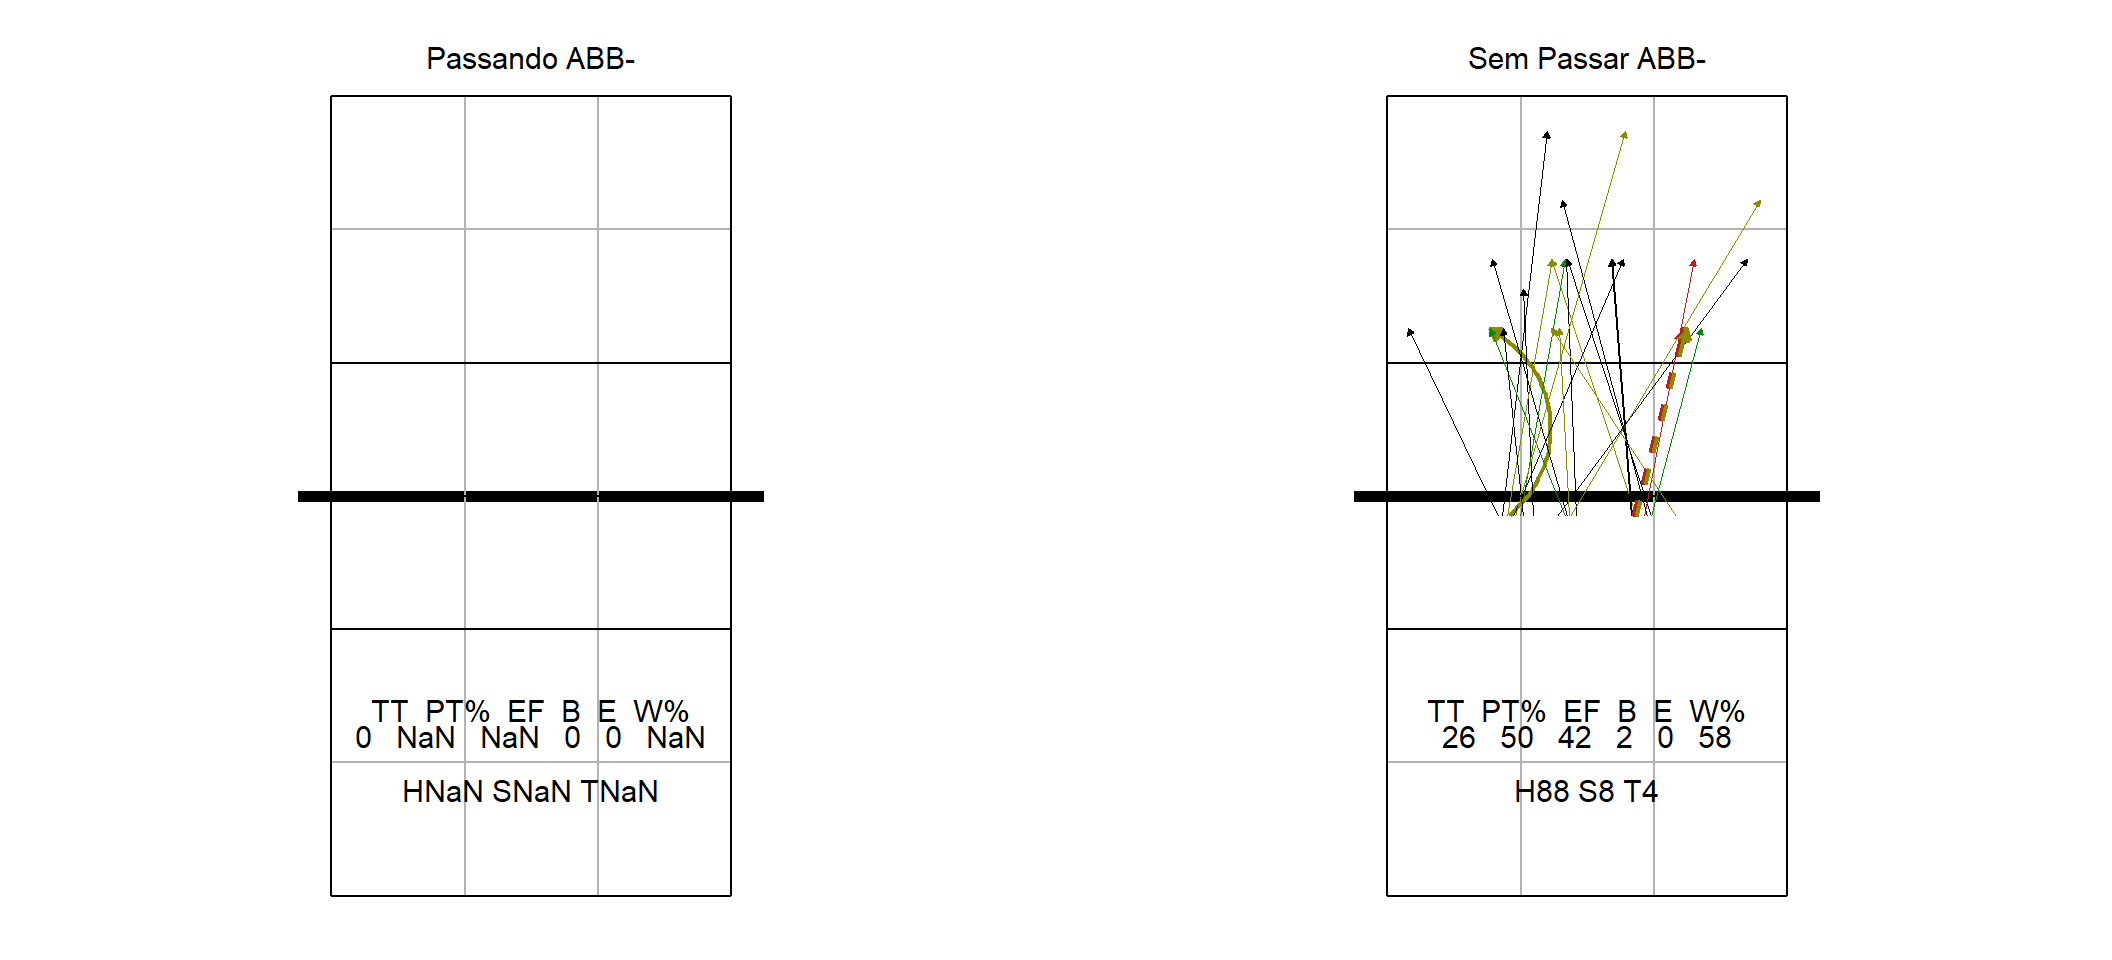 Passando ABB-
TT PT% EF B E W%
0 NaN NaN 0 0 NaN
HNaN SNaN TNaN
Sem Passar ABB-
TT PT% EF B E W%
26 50 42 2 0 58
H88 S8 T4